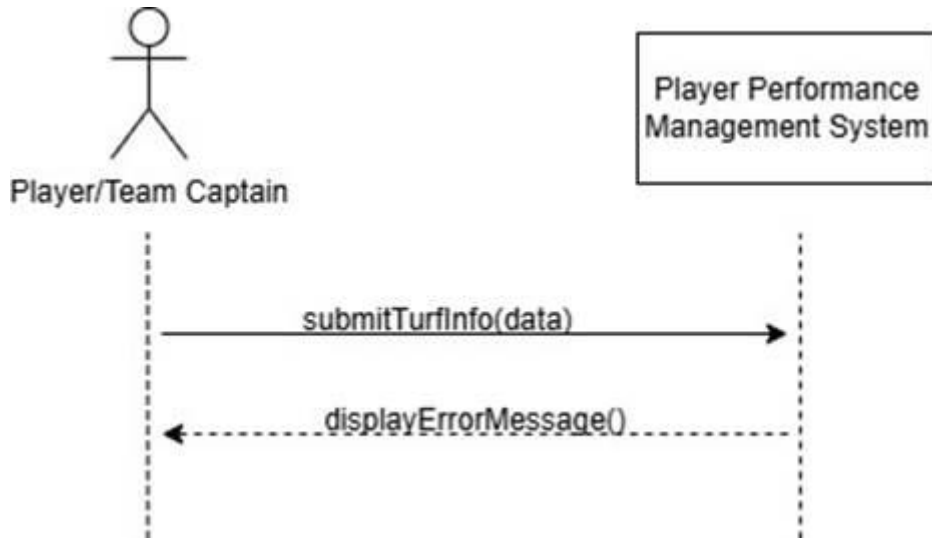 Player Performance
Management System
Player/Team Captain
submitTurfInfo(data)
displayErrorMessage()